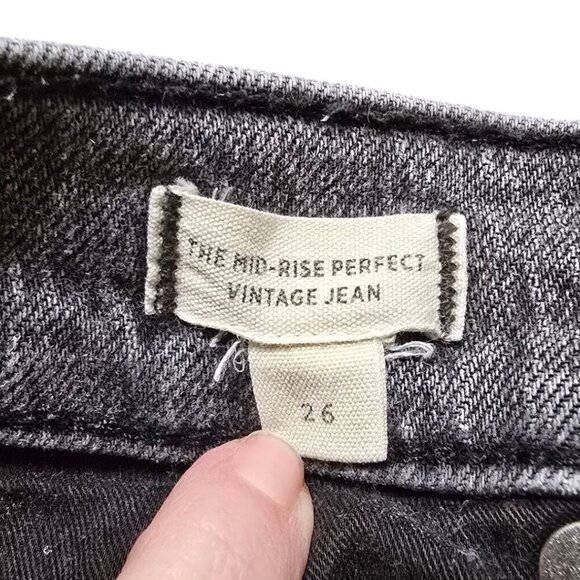 THE MID-RISE PERFECT
VINTAGE JEAN
26